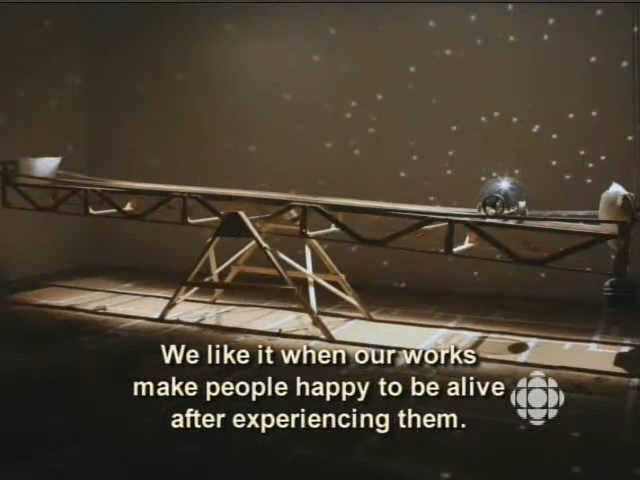 We like it when our works
make people happy to be alive
after experiencing them.